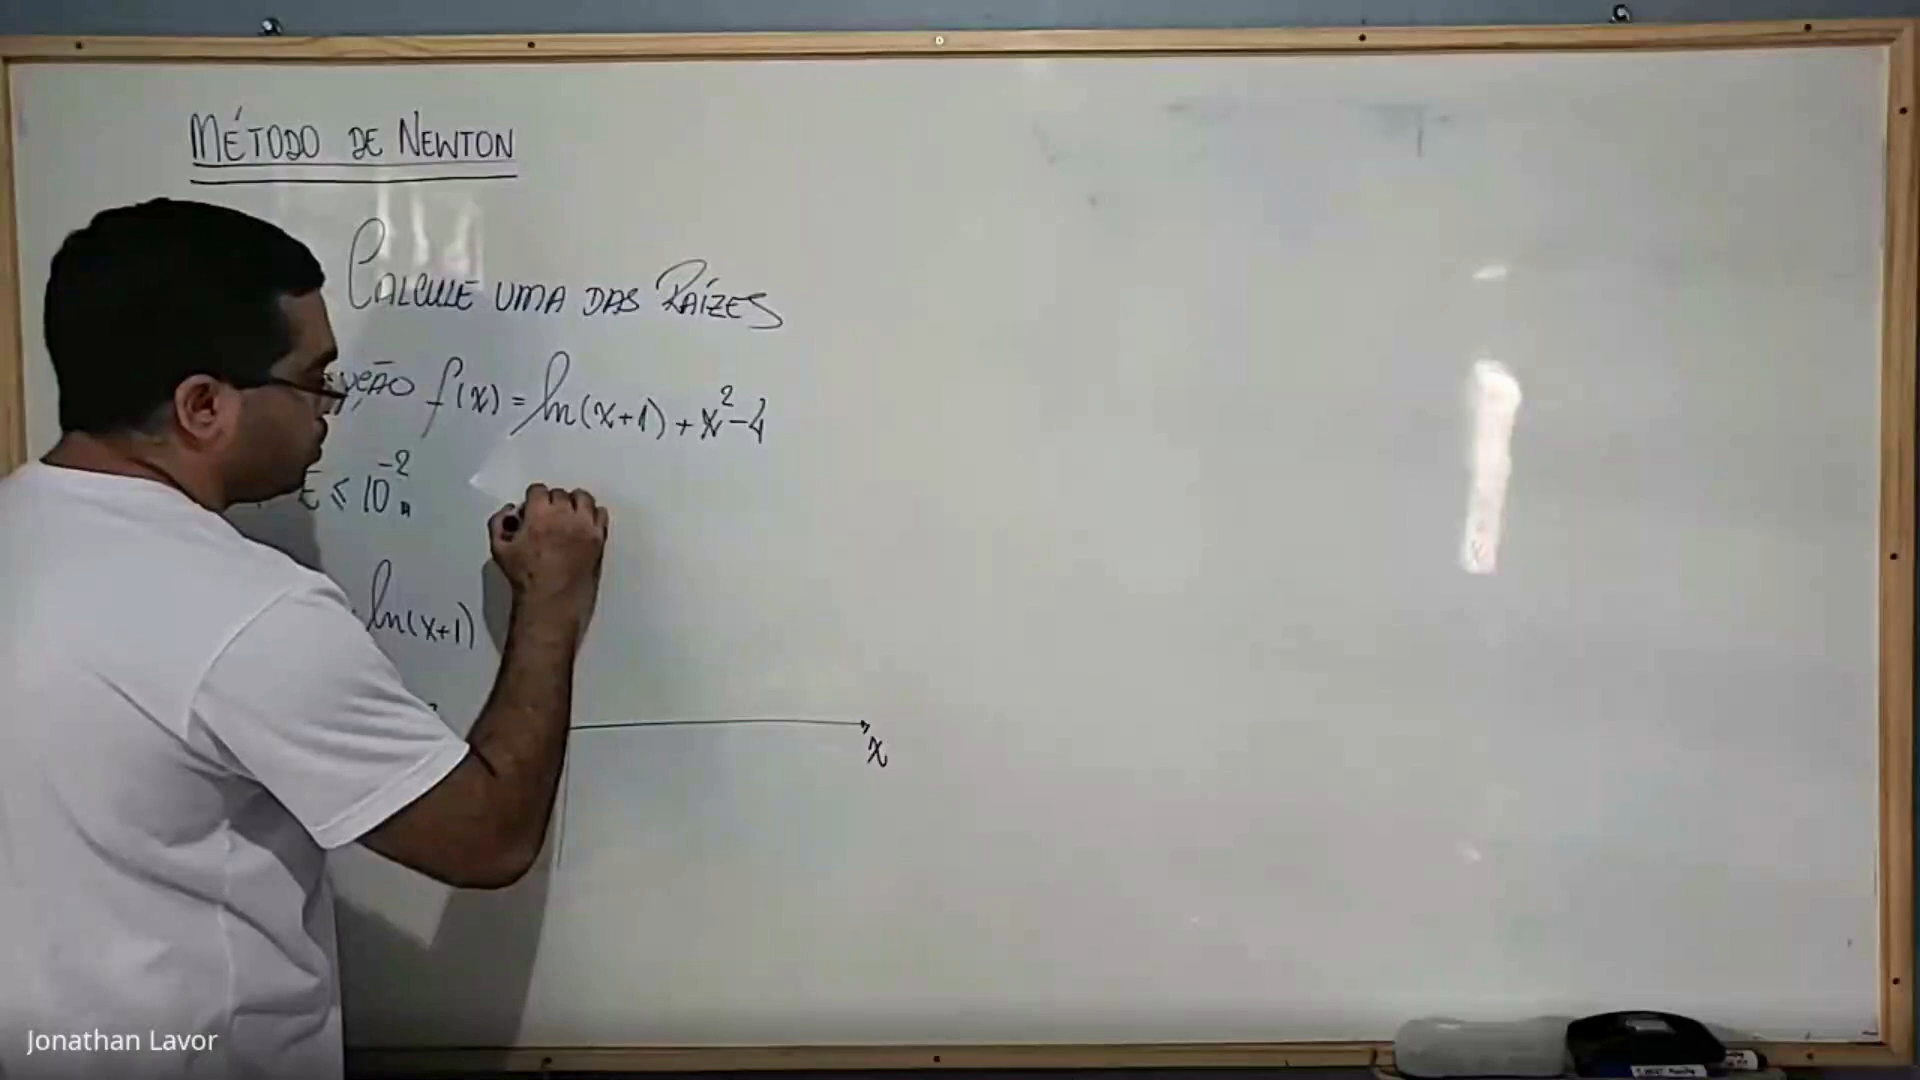 MÉTODO DE NEWTON
CALCULE UMA DAS RAÍZES
f(x) = ln(x+1) + x²-4
≤ 10⁻²
ln(x+1)
x
Jonathan Lavor